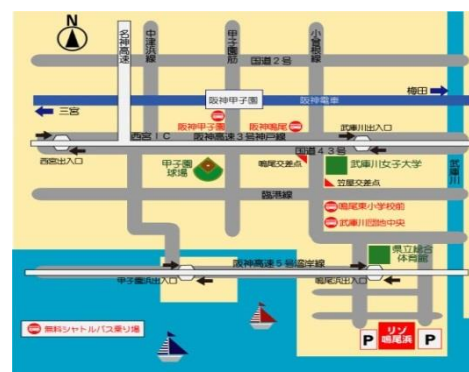 N
名神高速
中津浜線
甲子園筋
小曽根線
国道2号
梅田
三宮
阪神甲子園
阪神電車
阪神甲子園
阪神鳴尾
武庫川出入口
西宮IC
阪神高速3号神戸線
国道43号
西宮出入口
甲子園
球場
鳴尾交差点
武庫川女子大学
武庫川
笠屋交差点
臨港線
鳴尾東小学校前
武庫川団地中央
県立総合
体育館
阪神高速5号湾岸線
甲子園浜出入口
鳴尾浜出入口
無料シャトルバス乗り場
P
リゾ
鳴尾浜
P